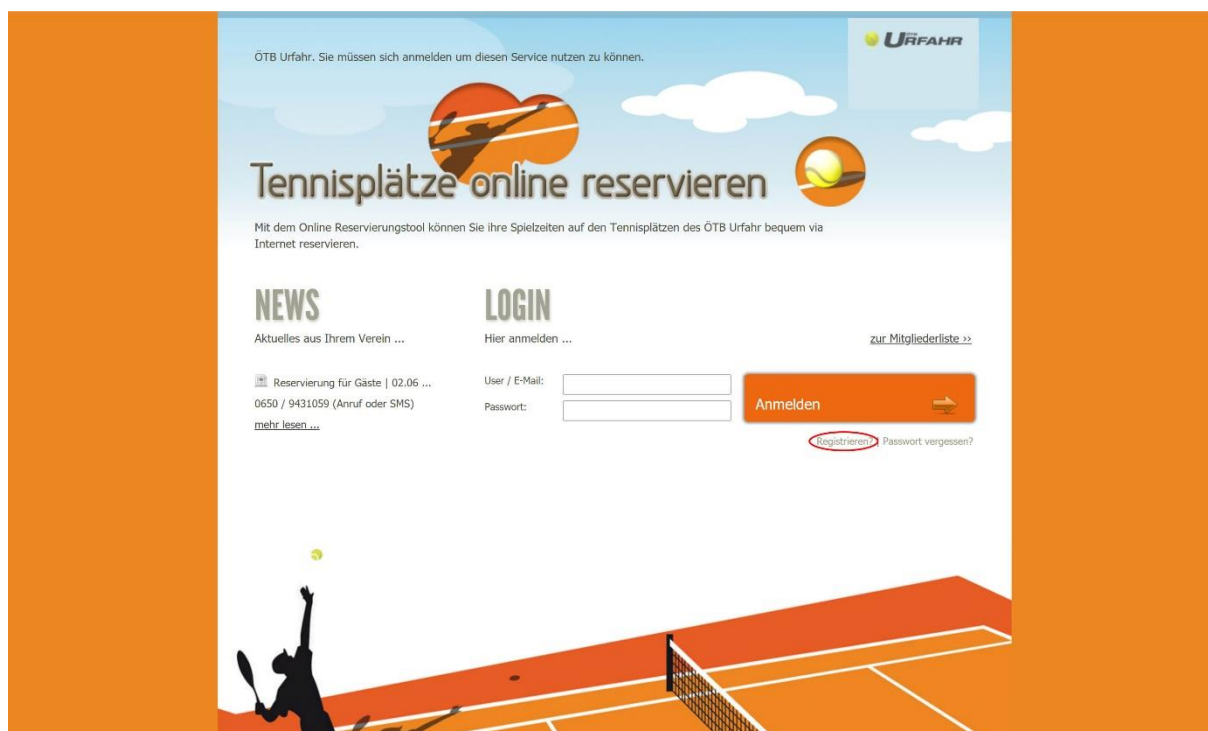 ÖTB Urfahr. Sie müssen sich anmelden um diesen Service nutzen zu können.
URFAHR
Tennisplätze online reservieren
Mit dem Online Reservierungstool können Sie ihre Spielzeiten auf den Tennisplätzen des ÖTB Urfahr bequem via
Internet reservieren.
NEWS
Aktuelles aus Ihrem Verein ...
Reservierung für Gäste | 02.06 ...
0650 / 9431059 (Anruf oder SMS)
mehr lesen ...
LOGIN
Hier anmelden ...
zur Mitgliederliste ››
User / E-Mail:
Passwort:
Anmelden
Registrieren? | Passwort vergessen?